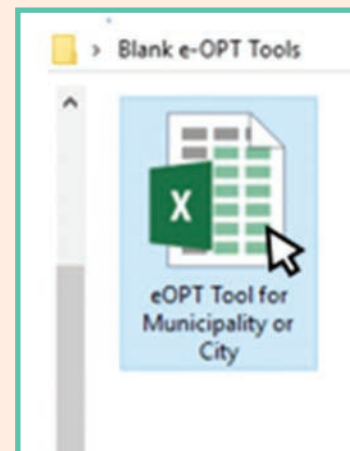 > Blank e-OPT Tools
X
eOPT Tool for
Municipality or
City